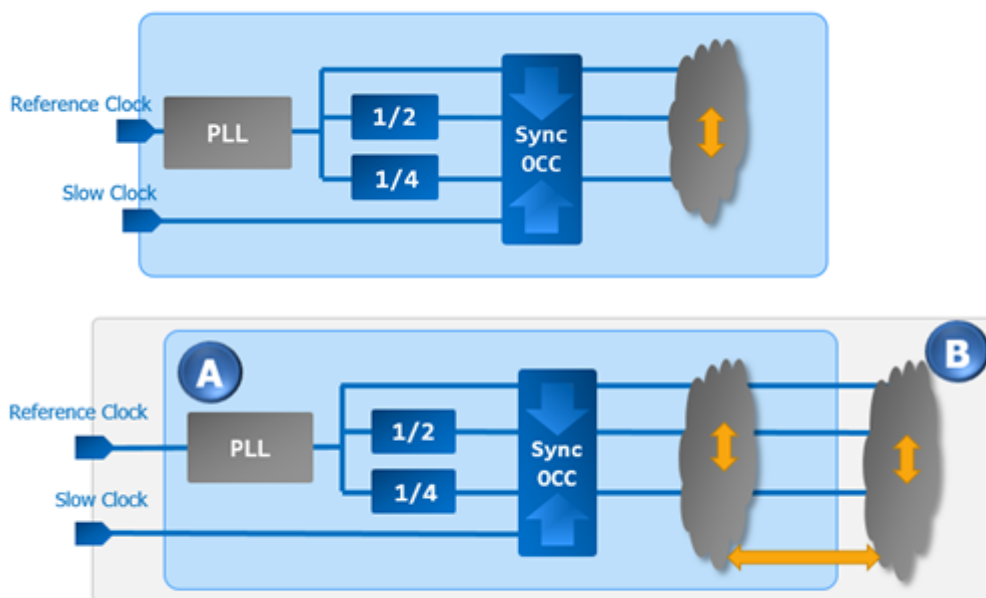 Reference Clock
PLL
1/2
1/4
Sync
OCC
Slow Clock
A
B
Reference Clock
PLL
1/2
1/4
Sync
OCC
Slow Clock